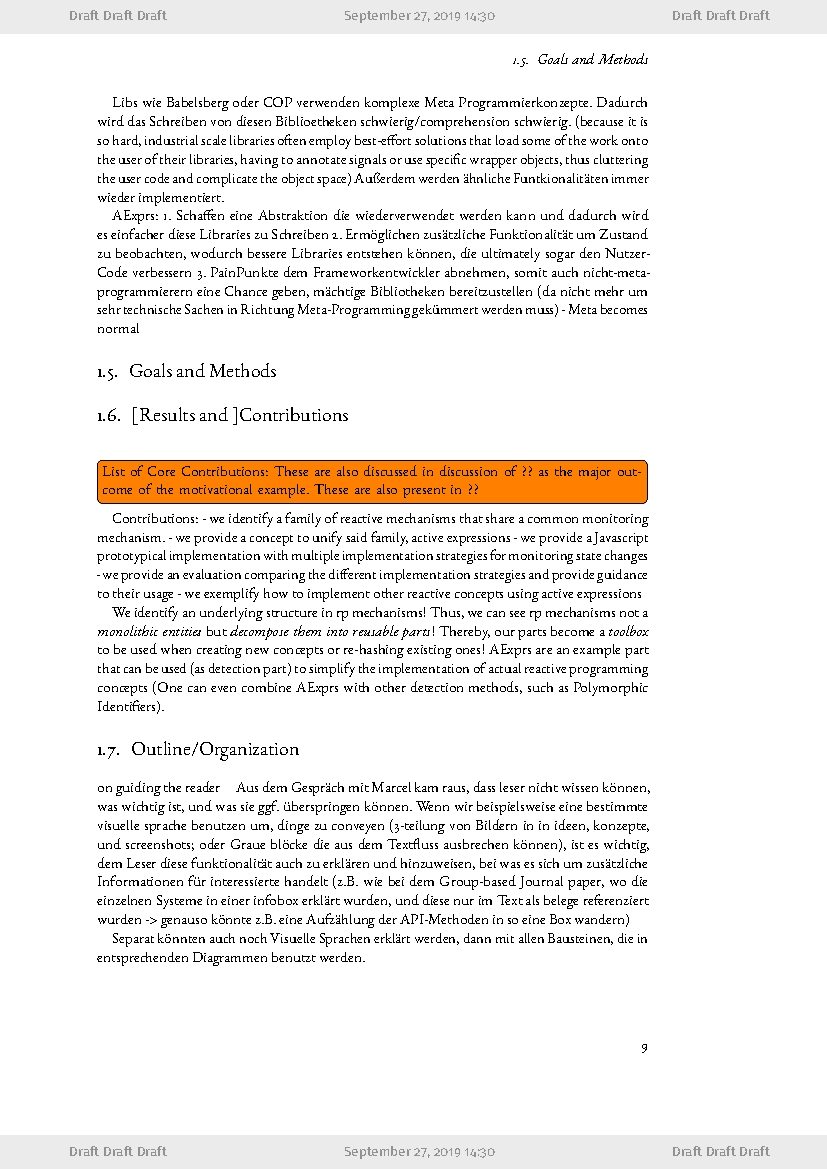 Draft Draft Draft September 27, 2019 14:30 Draft Draft Draft
1.5. Goals and Methods
Libs wie Babelsberg oder COP verwenden komplexe Meta Programmierkonzepte. Dadurch
wird das Schreiben von diesen Biblioetheken schwierig/comprehension schwierig. (because it is
so hard, industrial scale libraries often employ best-effort solutions that load some of the work onto
the user of their libraries, having to annotate signals or use specific wrapper objects, thus cluttering
the user code and complicate the object space) Außerdem werden ähnliche Funtkionalitäten immer
wieder implementiert.
AExprs: 1. Schaffen eine Abstraktion die wiederverwendet werden kann und dadurch wird
es einfacher diese Libraries zu Schreiben 2. Ermöglichen zusätzliche Funktionalität um Zustand
zu beobachten, wodurch bessere Libraries entstehen können, die ultimately sogar den Nutzer-
Code verbessern 3. PainPunkte dem Frameworkentwickler abnehmen, somit auch nicht-meta-
programmierern eine Chance geben, mächtige Bibliotheken bereitzustellen (da nicht mehr um
sehr technische Sachen in Richtung Meta-Programming gekümmert werden muss) - Meta becomes
normal
1.5. Goals and Methods
1.6. [Results and ]Contributions
List of Core Contributions: These are also discussed in discussion of ?? as the major out-
come of the motivational example. These are also present in ??
Contributions: - we identify a family of reactive mechanisms that share a common monitoring
mechanism. - we provide a concept to unify said family, active expressions - we provide a Javascript
prototypical implementation with multiple implementation strategies for monitoring state changes
- we provide an evaluation comparing the different implementation strategies and provide guidance
to their usage - we exemplify how to implement other reactive concepts using active expressions
We identify an underlying structure in rp mechanisms! Thus, we can see rp mechanisms not a
monolithic entities but decompose them into reusable parts! Thereby, our parts become a toolbox
to be used when creating new concepts or re-hashing existing ones! AExprs are an example part
that can be used (as detection part) to simplify the implementation of actual reactive programming
concepts (One can even combine AExprs with other detection methods, such as Polymorphic
Identifiers).
1.7. Outline/Organization
on guiding the reader Aus dem Gespräch mit Marcel kam raus, dass leser nicht wissen können,
was wichtig ist, und was sie ggf. überspringen können. Wenn wir beispielsweise eine bestimmte
visuelle sprache benutzen um, dinge zu conveyen (3-teilung von Bildern in in ideen, konzepte,
und screenshots; oder Graue blöcke die aus dem Textfluss ausbrechen können), ist es wichtig,
dem Leser diese funktionalität auch zu erklären und hinzuweisen, bei was es sich um zusätzliche
Informationen für interessierte handelt (z.B. wie bei dem Group-based Journal paper, wo die
einzelnen Systeme in einer infobox erklärt wurden, und diese nur im Text als belege referenziert
wurden -> genauso könnte z.B. eine Aufzählung der API-Methoden in so eine Box wandern)
Separat könnten auch noch Visuelle Sprachen erklärt werden, dann mit allen Bausteinen, die in
entsprechenden Diagrammen benutzt werden.
9
Draft Draft Draft September 27, 2019 14:30 Draft Draft Draft